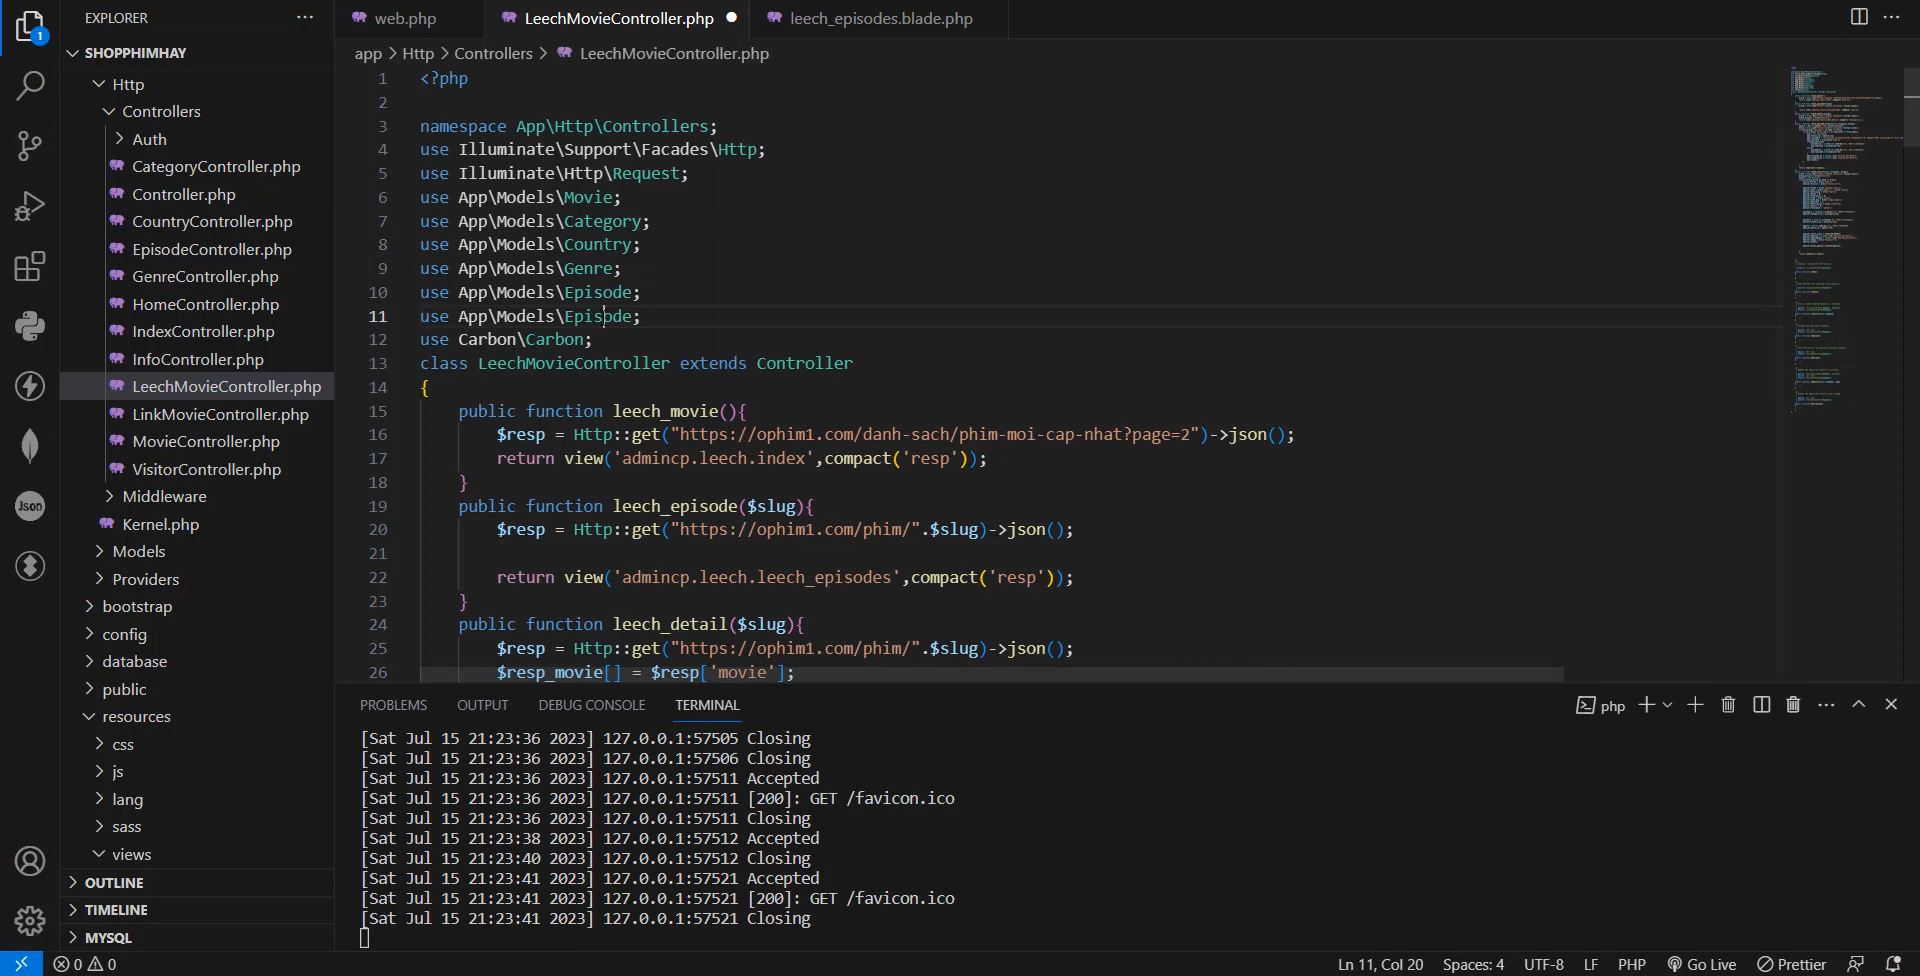 EXPLORER
web.php
LeechMovieController.php
leech_episodes.blade.php
1
SHOPPHIMHAY
app > Http > Controllers > LeechMovieController.php
Http
Controllers
Auth
CategoryController.php
Controller.php
CountryController.php
EpisodeController.php
GenreController.php
HomeController.php
IndexController.php
InfoController.php
LeechMovieController.php
LinkMovieController.php
MovieController.php
VisitorController.php
Middleware
Kernel.php
Models
Providers
bootstrap
config
database
public
resources
css
js
lang
sass
views
OUTLINE
TIMELINE
MYSQL
Json
1 <?php
2
3 namespace App\Http\Controllers;
4 use Illuminate\Support\Facades\Http;
5 use Illuminate\Http\Request;
6 use App\Models\Movie;
7 use App\Models\Category;
8 use App\Models\Country;
9 use App\Models\Genre;
10 use App\Models\Episode;
11 use App\Models\Episode;
12 use Carbon\Carbon;
13 class LeechMovieController extends Controller
14 {
15 public function leech_movie(){
16 $resp = Http::get("https://ophim1.com/danh-sach/phim-moi-cap-nhat?page=2")->json();
17 return view('admincp.leech.index',compact('resp'));
18 }
19 public function leech_episode($slug){
20 $resp = Http::get("https://ophim1.com/phim/".$slug)->json();
21
22 return view('admincp.leech.leech_episodes',compact('resp'));
23 }
24 public function leech_detail($slug){
25 $resp = Http::get("https://ophim1.com/phim/".$slug)->json();
26 $resp_movie[] = $resp['movie'];
PROBLEMS OUTPUT DEBUG CONSOLE TERMINAL
php
[Sat Jul 15 21:23:36 2023] 127.0.0.1:57505 Closing
[Sat Jul 15 21:23:36 2023] 127.0.0.1:57506 Closing
[Sat Jul 15 21:23:36 2023] 127.0.0.1:57511 Accepted
[Sat Jul 15 21:23:36 2023] 127.0.0.1:57511 [200]: GET /favicon.ico
[Sat Jul 15 21:23:36 2023] 127.0.0.1:57511 Closing
[Sat Jul 15 21:23:38 2023] 127.0.0.1:57512 Accepted
[Sat Jul 15 21:23:40 2023] 127.0.0.1:57512 Closing
[Sat Jul 15 21:23:41 2023] 127.0.0.1:57521 Accepted
[Sat Jul 15 21:23:41 2023] 127.0.0.1:57521 [200]: GET /favicon.ico
[Sat Jul 15 21:23:41 2023] 127.0.0.1:57521 Closing
0 0
Ln 11, Col 20 Spaces: 4 UTF-8 LF PHP Go Live Prettier